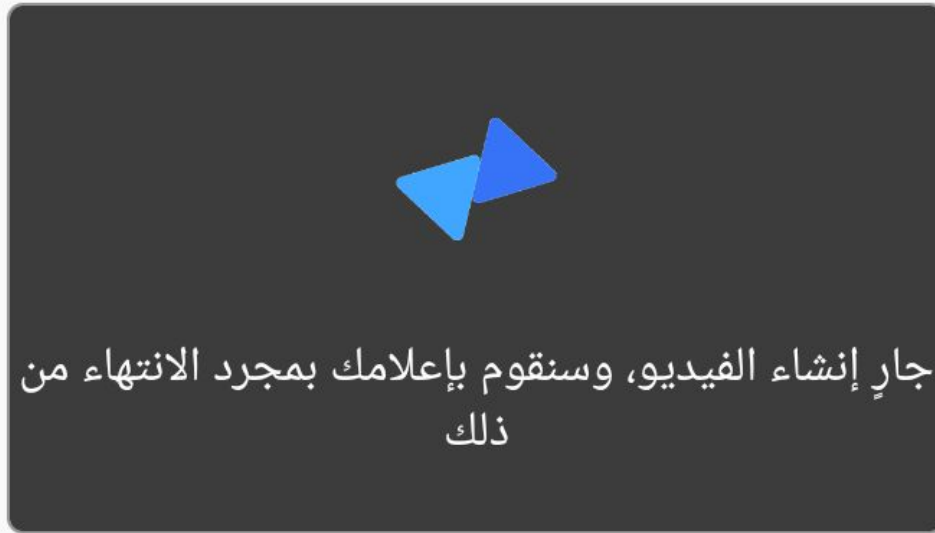 جارٍ إنشاء الفيديو، وسنقوم بإعلامك بمجرد الانتهاء من
ذلك